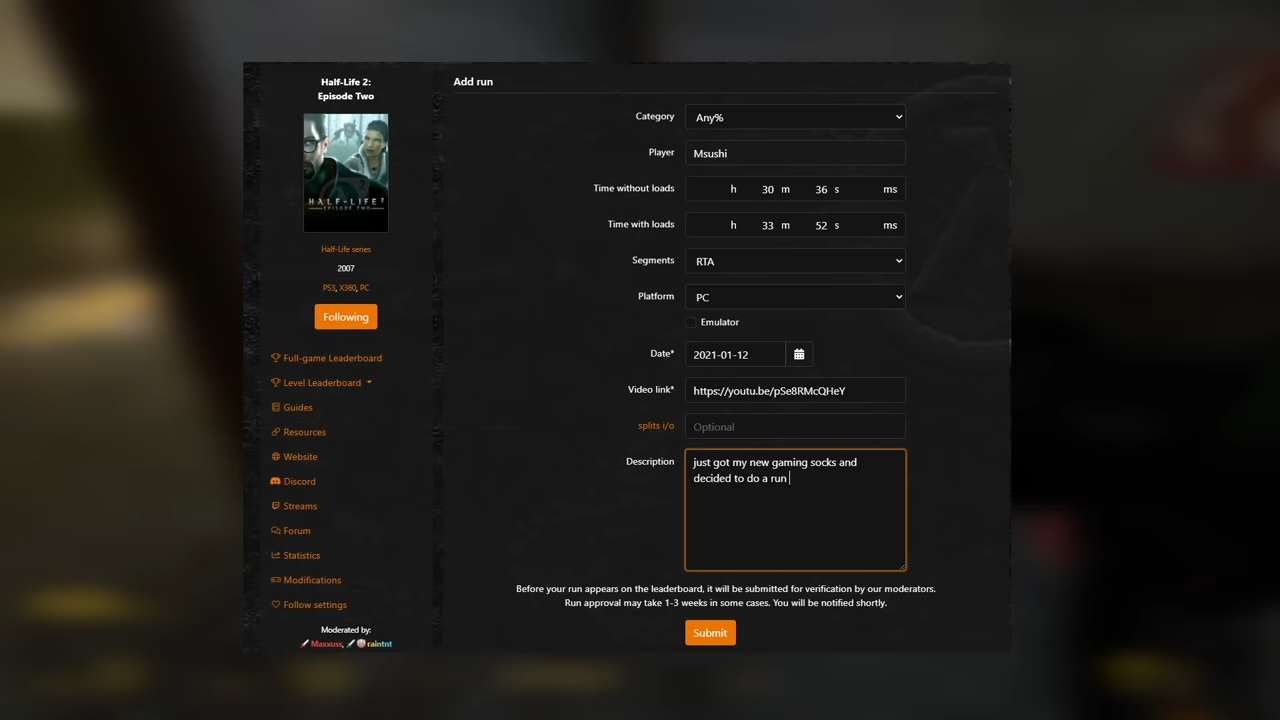 Half-Life 2:
Episode Two
HALF-LIFE²
EPISODE TWO
Half-Life series
2007
PS3, X360, PC
Following
Full-game Leaderboard
Level Leaderboard
Guides
Resources
Website
Discord
Streams
Forum
Statistics
Modifications
Follow settings
Moderated by:
Maxxuss, raintnt
Add run
Category Any%
Player Msushi
Time without loads h 30 m 36 s ms
Time with loads h 33 m 52 s ms
Segments RTA
Platform PC
Emulator
Date* 2021-01-12
Video link* https://youtu.be/pSe8RMcQHeY
splits i/o Optional
Description just got my new gaming socks and
decided to do a run
Before your run appears on the leaderboard, it will be submitted for verification by our moderators.
Run approval may take 1-3 weeks in some cases. You will be notified shortly.
Submit